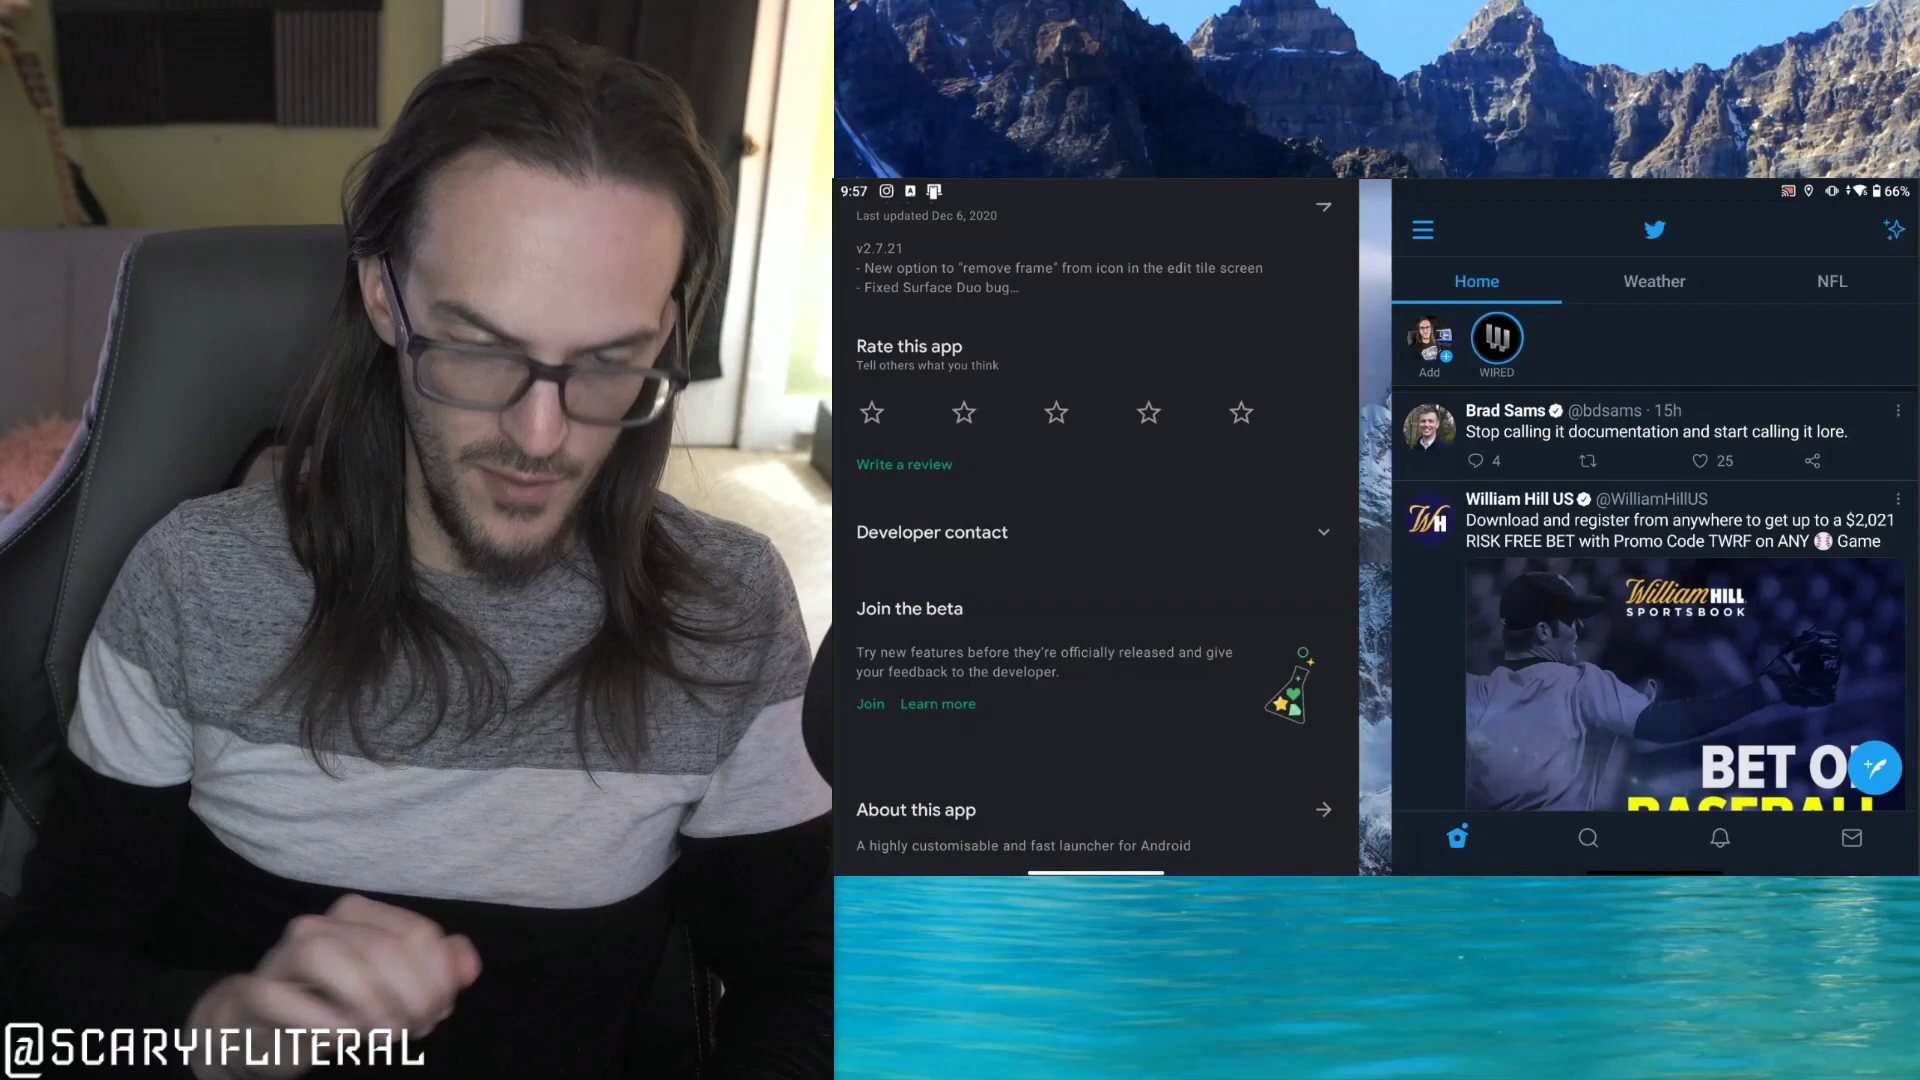 9:57
66%
Last updated Dec 6, 2020
v2.7.21
- New option to "remove frame" from icon in the edit tile screen
- Fixed Surface Duo bug...
Rate this app
Tell others what you think
Write a review
Developer contact
Join the beta
Try new features before they're officially released and give
your feedback to the developer.
Join Learn more
About this app
A highly customisable and fast launcher for Android
Home Weather NFL
Add WIRED
Brad Sams @bdsams · 15h
Stop calling it documentation and start calling it lore.
4 25
William Hill US @WilliamHillUS
WH
Download and register from anywhere to get up to a $2,021
RISK FREE BET with Promo Code TWRF on ANY ⚾ Game
William HILL
SPORTSBOOK
BET O
BASEBALL
@SCARYIFLITERAL